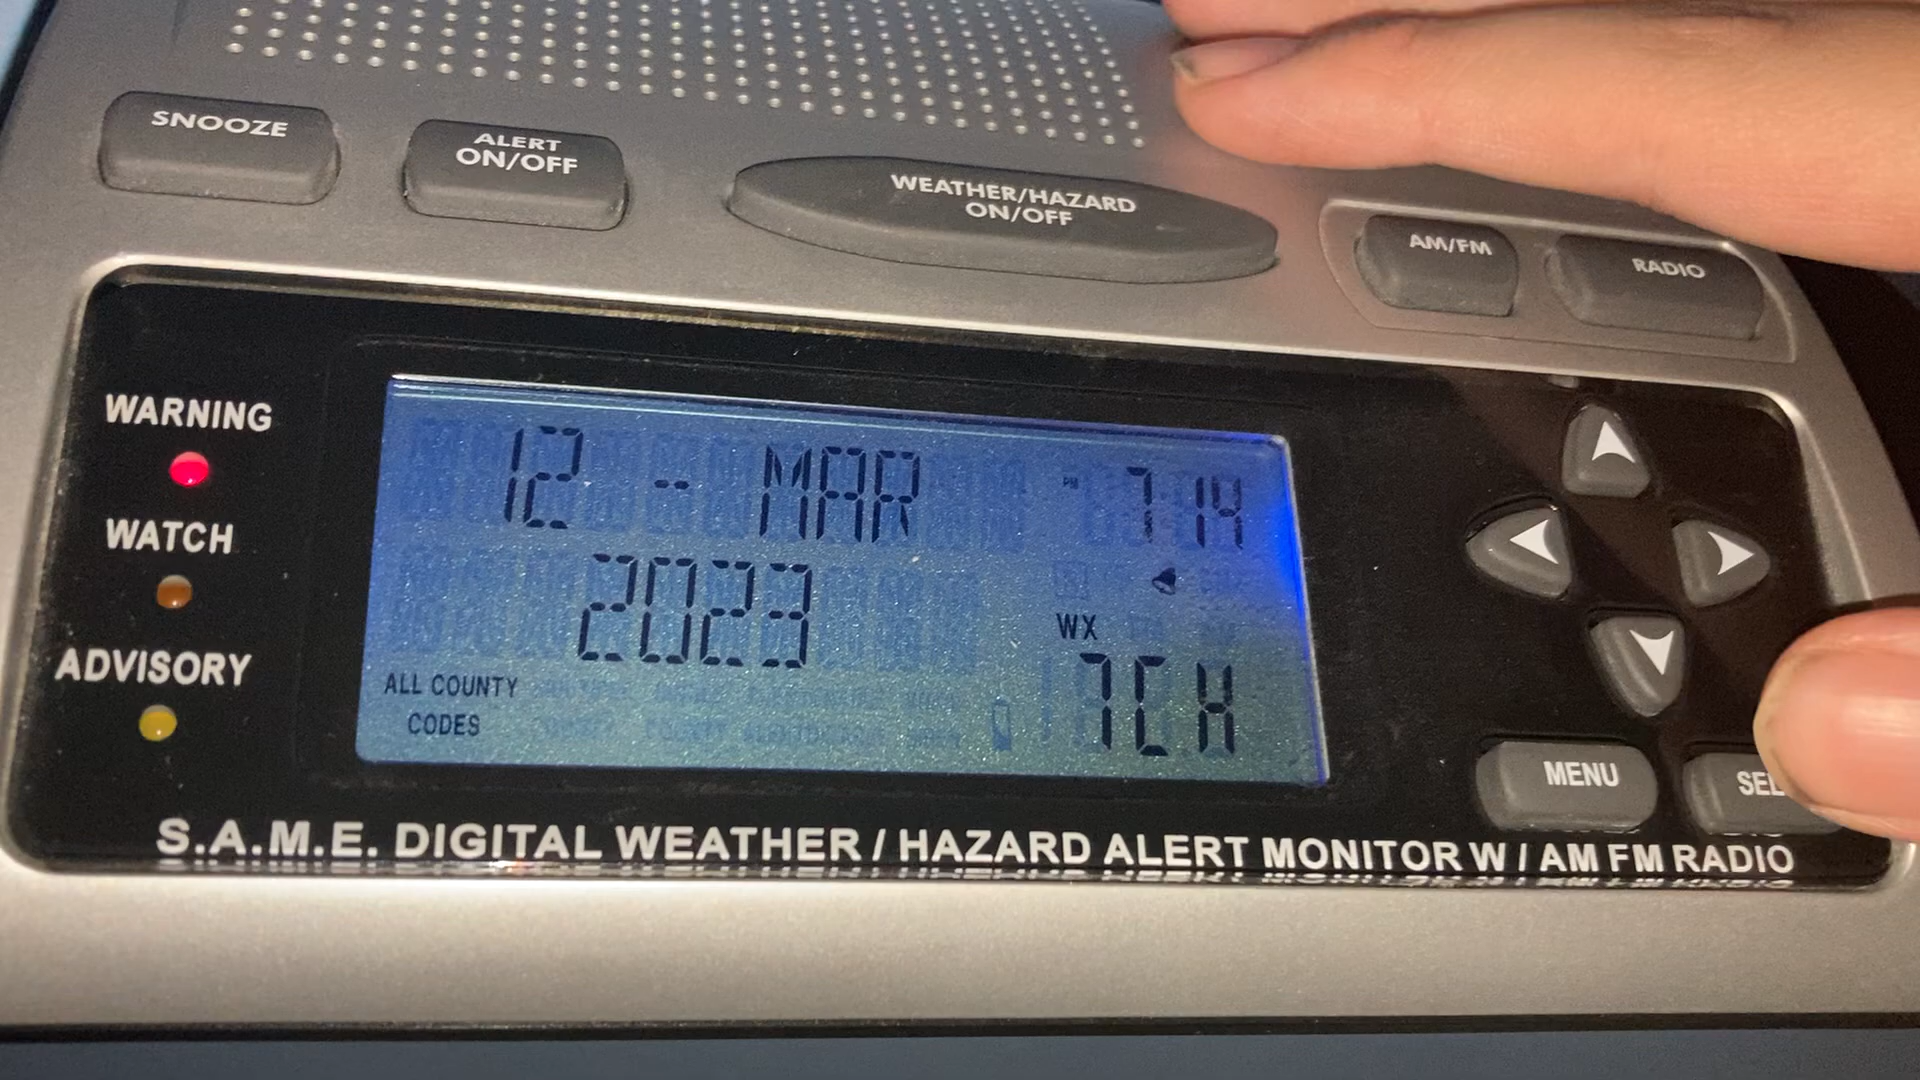 SNOOZE
ALERT
ON/OFF
WEATHER/HAZARD
ON/OFF
AM/FM
RADIO
WARNING
WATCH
ADVISORY
12 - MAR
PM 7 14
2023
WX
7CH
ALL COUNTY
CODES
MENU
SEL
S.A.M.E. DIGITAL WEATHER / HAZARD ALERT MONITOR W / AM FM RADIO